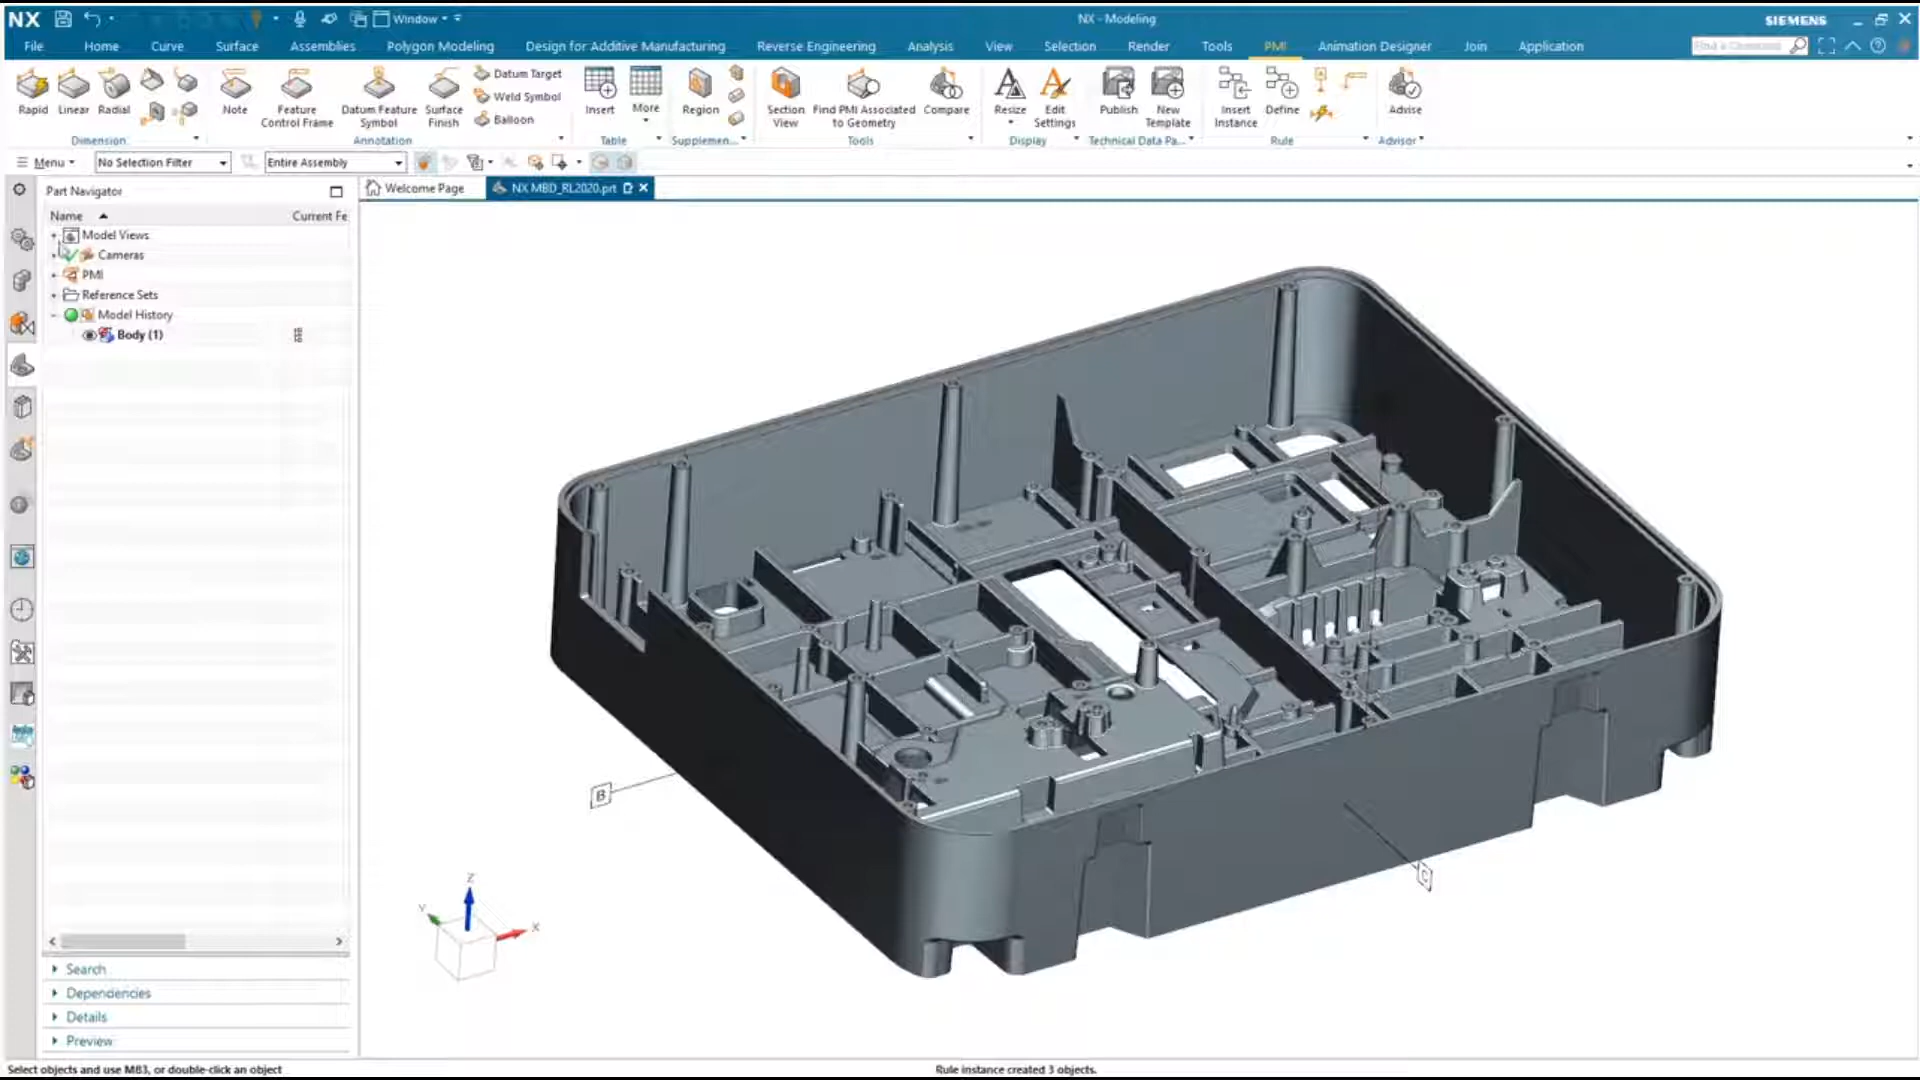 NX
Window
NX - Modeling
SIEMENS
File Home Curve Surface Assemblies Polygon Modeling Design for Additive Manufacturing Reverse Engineering Analysis View Selection Render Tools PMI Animation Designer Join Application
Find a Command
Rapid Linear Radial
Dimension
Note
Feature Control Frame
Datum Feature Symbol
Surface Finish
Datum Target
Weld Symbol
Balloon
Annotation
Insert
More
Table
Region
Supplemen...
Section View
Find PMI Associated to Geometry
Compare
Tools
Resize
Edit Settings
Display
Publish
New Template
Technical Data Pa...
Insert Instance
Define
Rule
Advise
Advisor
Menu
No Selection Filter
Entire Assembly
Part Navigator
Welcome Page
NX MBD_RL2020.prt
Name
Current Fe
Model Views
Cameras
PMI
Reference Sets
Model History
Body (1)
B
C
Z
Y
X
Search
Dependencies
Details
Preview
Select objects and use MB3, or double-click an object
Rule instance created 3 objects.